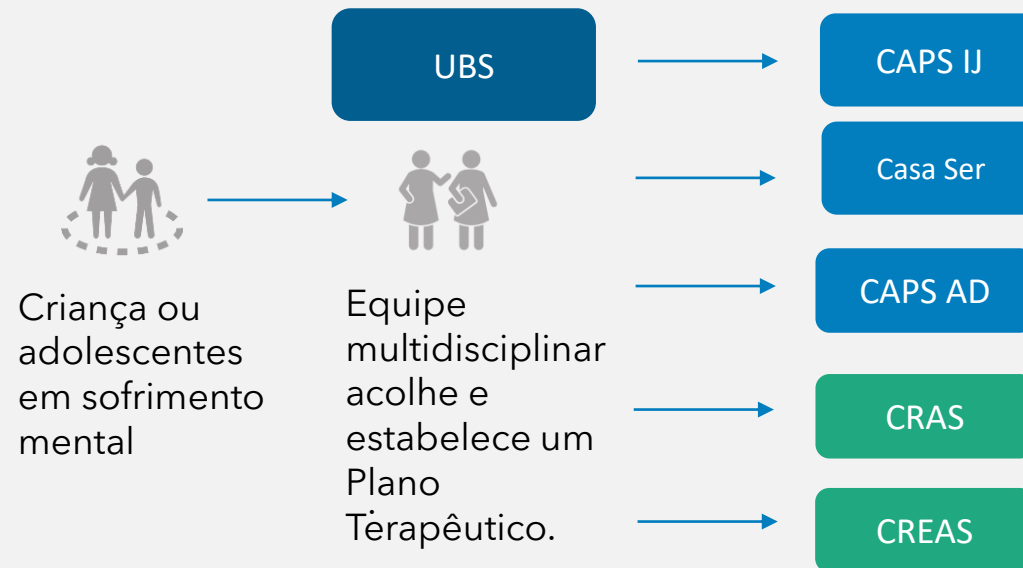 UBS
CAPS IJ
Casa Ser
CAPS AD
CRAS
CREAS
Criança ou
adolescentes
em sofrimento
mental
Equipe
multidisciplinar
acolhe e
estabelece um
Plano
Terapêutico.